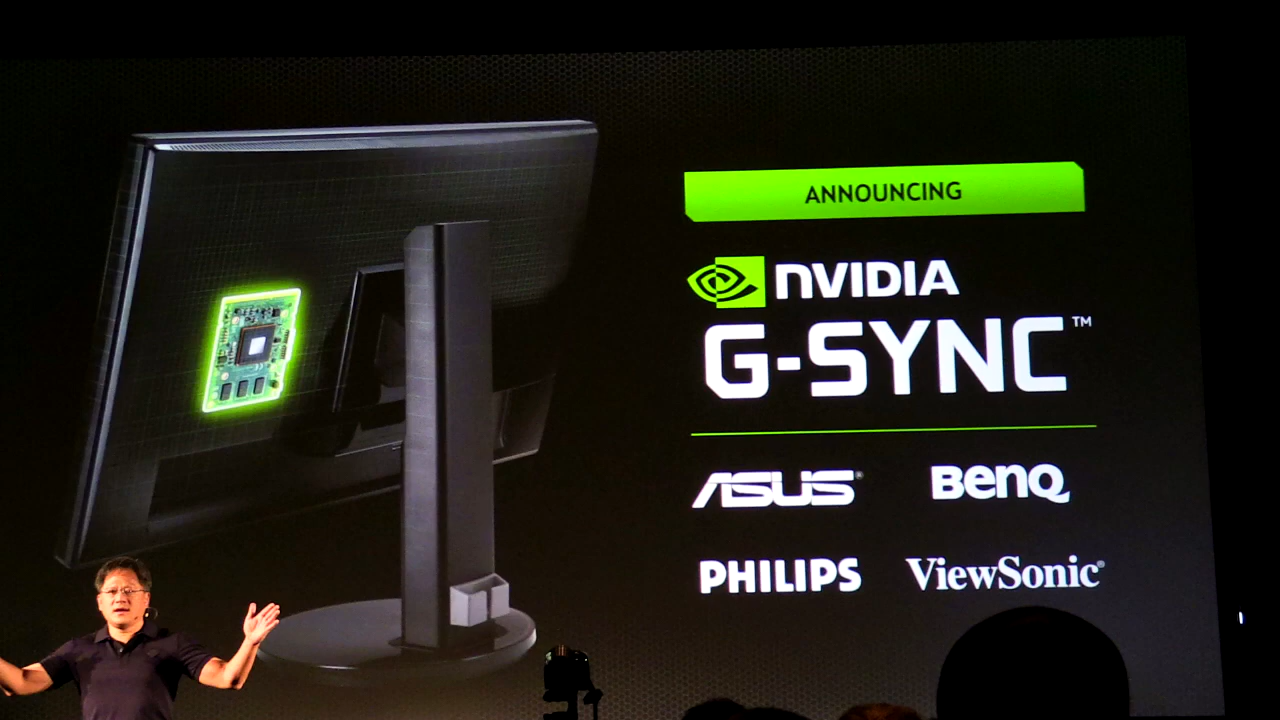 ANNOUNCING
NVIDIA
G-SYNC™
ASUS® BenQ
PHILIPS ViewSonic®